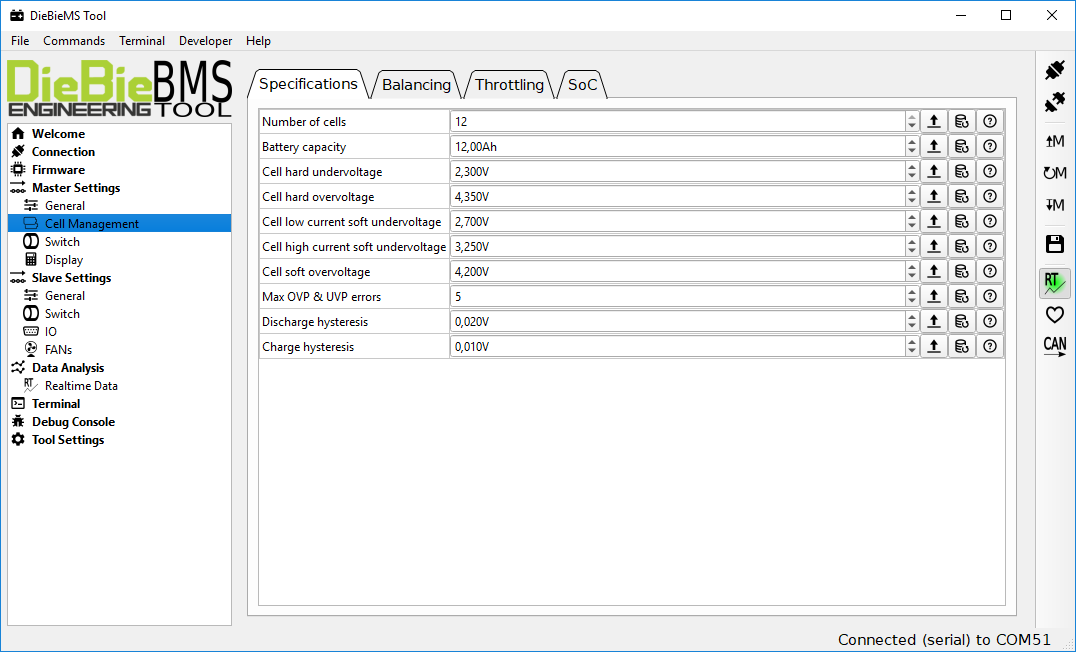 DieBieMS Tool
File Commands Terminal Developer Help
DieBieBMS
ENGINEERING TOOL
Welcome
Connection
Firmware
Master Settings
General
Cell Management
Switch
Display
Slave Settings
General
Switch
IO
FANs
Data Analysis
RT Realtime Data
Terminal
Debug Console
Tool Settings
Specifications Balancing Throttling SoC
Number of cells 12
Battery capacity 12,00Ah
Cell hard undervoltage 2,300V
Cell hard overvoltage 4,350V
Cell low current soft undervoltage 2,700V
Cell high current soft undervoltage 3,250V
Cell soft overvoltage 4,200V
Max OVP & UVP errors 5
Discharge hysteresis 0,020V
Charge hysteresis 0,010V
M
M
M
RT
CAN
Connected (serial) to COM51